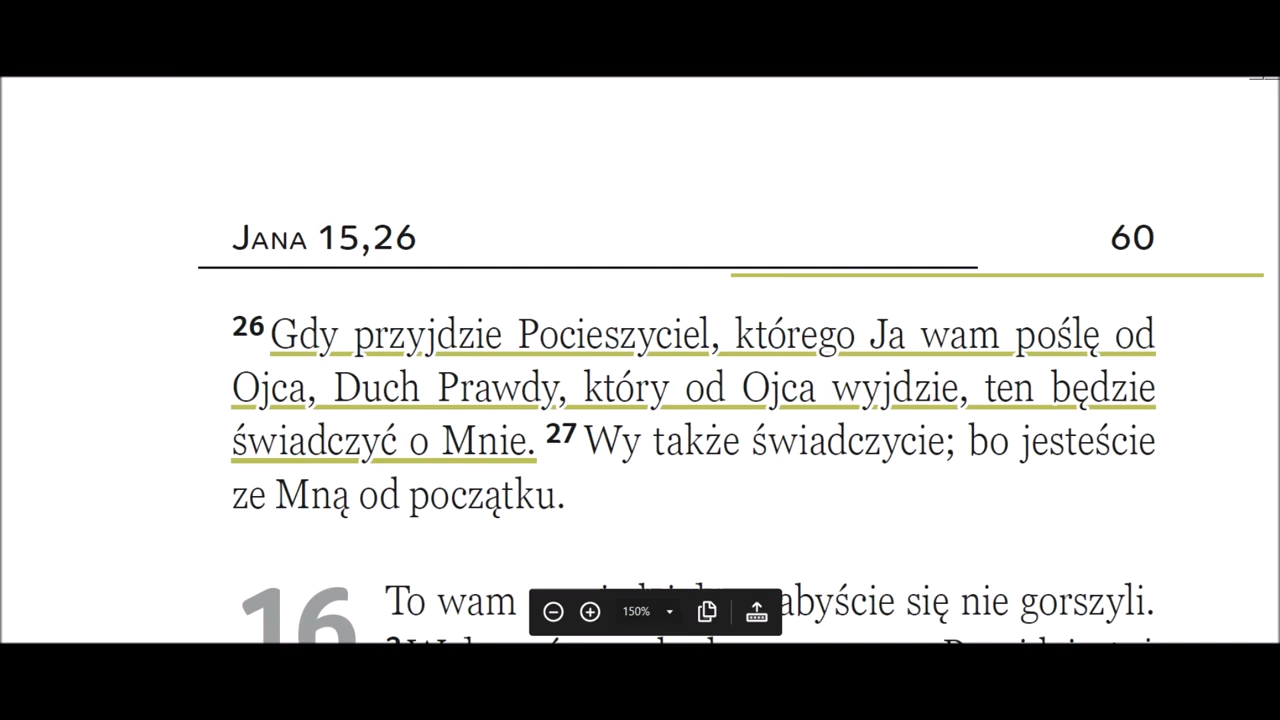 Jana 15,26
60
26 Gdy przyjdzie Pocieszyciel, którego Ja wam poślę od
Ojca, Duch Prawdy, który od Ojca wyjdzie, ten będzie
świadczyć o Mnie. 27 Wy także świadczycie; bo jesteście
ze Mną od początku.
16 To wam abyście się nie gorszyli.
150%